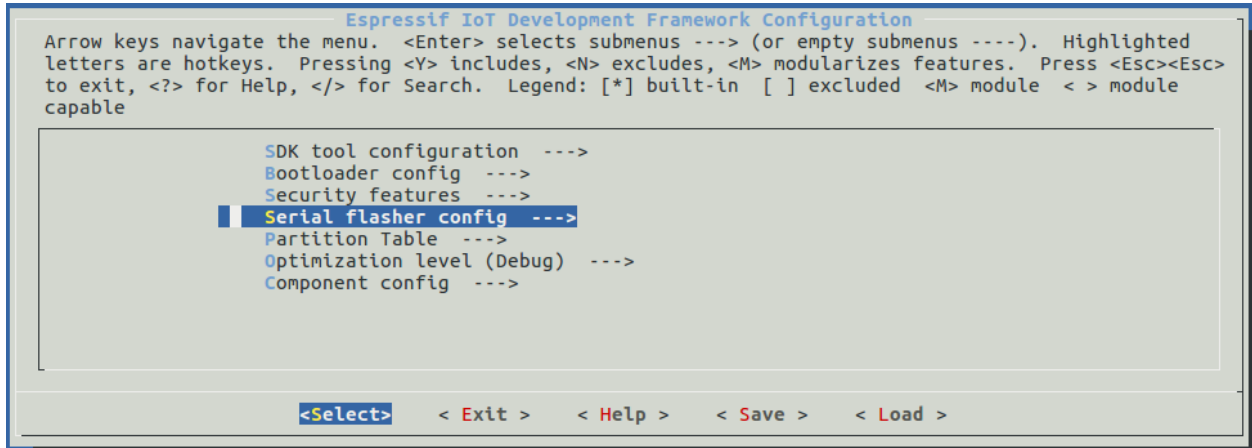 Espressif IoT Development Framework Configuration
Arrow keys navigate the menu.  <Enter> selects submenus ---> (or empty submenus ----).  Highlighted
letters are hotkeys.  Pressing <Y> includes, <N> excludes, <M> modularizes features.  Press <Esc><Esc>
to exit, <?> for Help, </> for Search.  Legend: [*] built-in  [ ] excluded  <M> module  < > module
capable
SDK tool configuration  --->
Bootloader config  --->
Security features  --->
Serial flasher config  --->
Partition Table  --->
Optimization level (Debug)  --->
Component config  --->
<Select>    < Exit >    < Help >    < Save >    < Load >